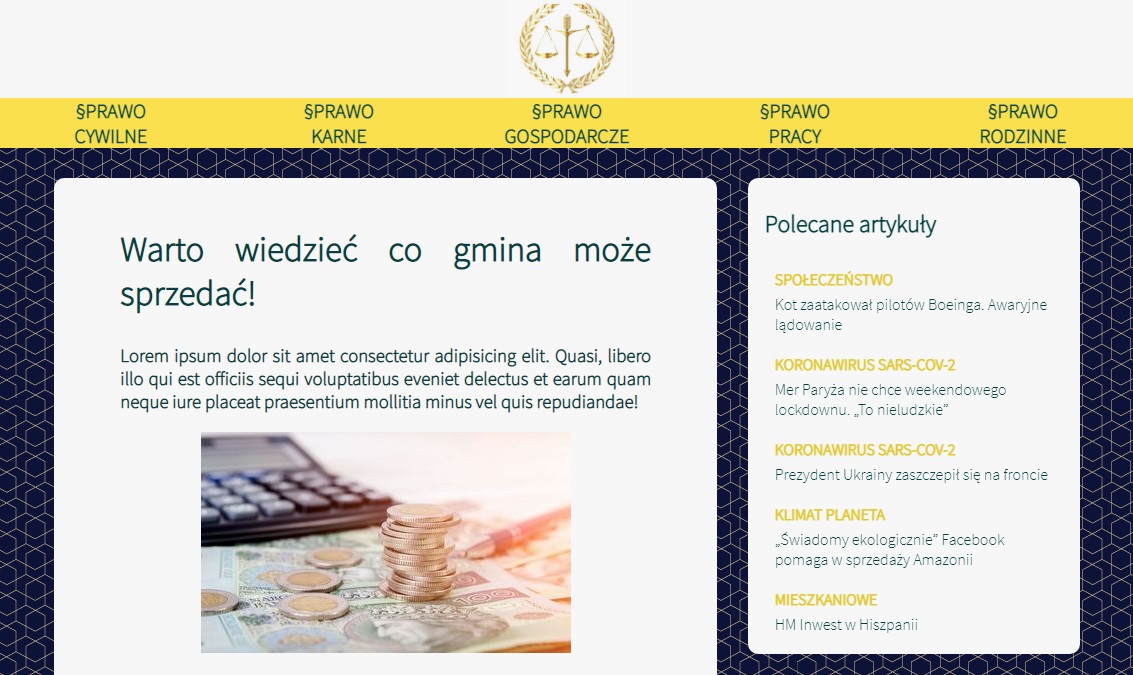 §PRAWO
CYWILNE
§PRAWO
KARNE
§PRAWO
GOSPODARCZE
§PRAWO
PRACY
§PRAWO
RODZINNE
Warto wiedzieć co gmina może
sprzedać!
Lorem ipsum dolor sit amet consectetur adipisicing elit. Quasi, libero
illo qui est officiis sequi voluptatibus eveniet delectus et earum quam
neque iure placeat praesentium mollitia minus vel quis repudiandae!
Polecane artykuły
SPOŁECZEŃSTWO
Kot zaatakował pilotów Boeinga. Awaryjne
lądowanie
KORONAWIRUS SARS-COV-2
Mer Paryża nie chce weekendowego
lockdownu. „To nieludzkie”
KORONAWIRUS SARS-COV-2
Prezydent Ukrainy zaszczepił się na froncie
KLIMAT PLANETA
„Świadomy ekologicznie” Facebook
pomaga w sprzedaży Amazonii
MIESZKANIOWE
HM Inwest w Hiszpanii